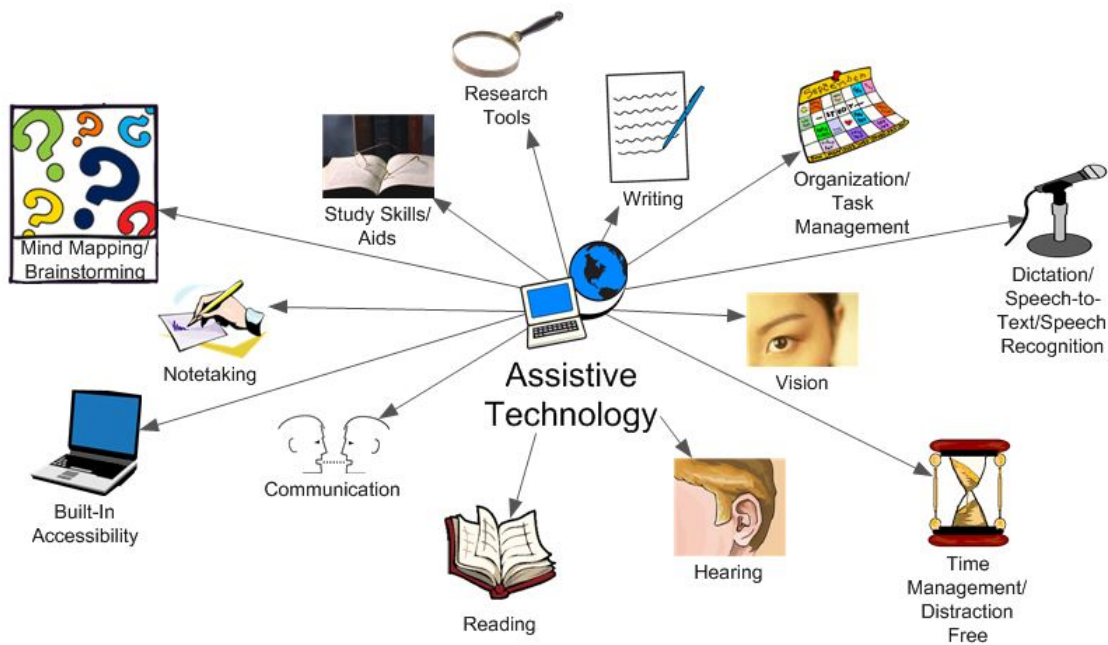 Research
Tools
September
Writing
Organization/
Task
Management
Study Skills/
Aids
Mind Mapping/
Brainstorming
Dictation/
Speech-to-
Text/Speech
Recognition
Notetaking
Vision
Assistive
Technology
Built-In
Accessibility
Communication
Reading
Hearing
Time
Management/
Distraction
Free